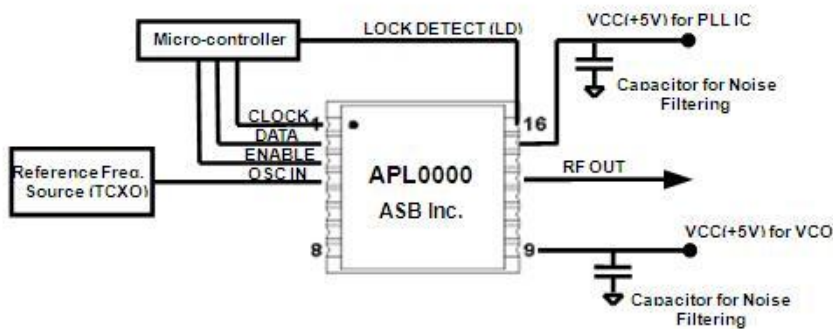 VCC(+5V) for PLL IC
Micro-controller
LOCK DETECT (LD)
Capacitor for Noise
Filtering
CLOCK
1
16
DATA
ENABLE
OSC IN
Reference Freq.
Source (TCXO)
APL0000
ASB Inc.
RF OUT
8
9
VCC(+5V) for VCO
Capacitor for Noise
Filtering